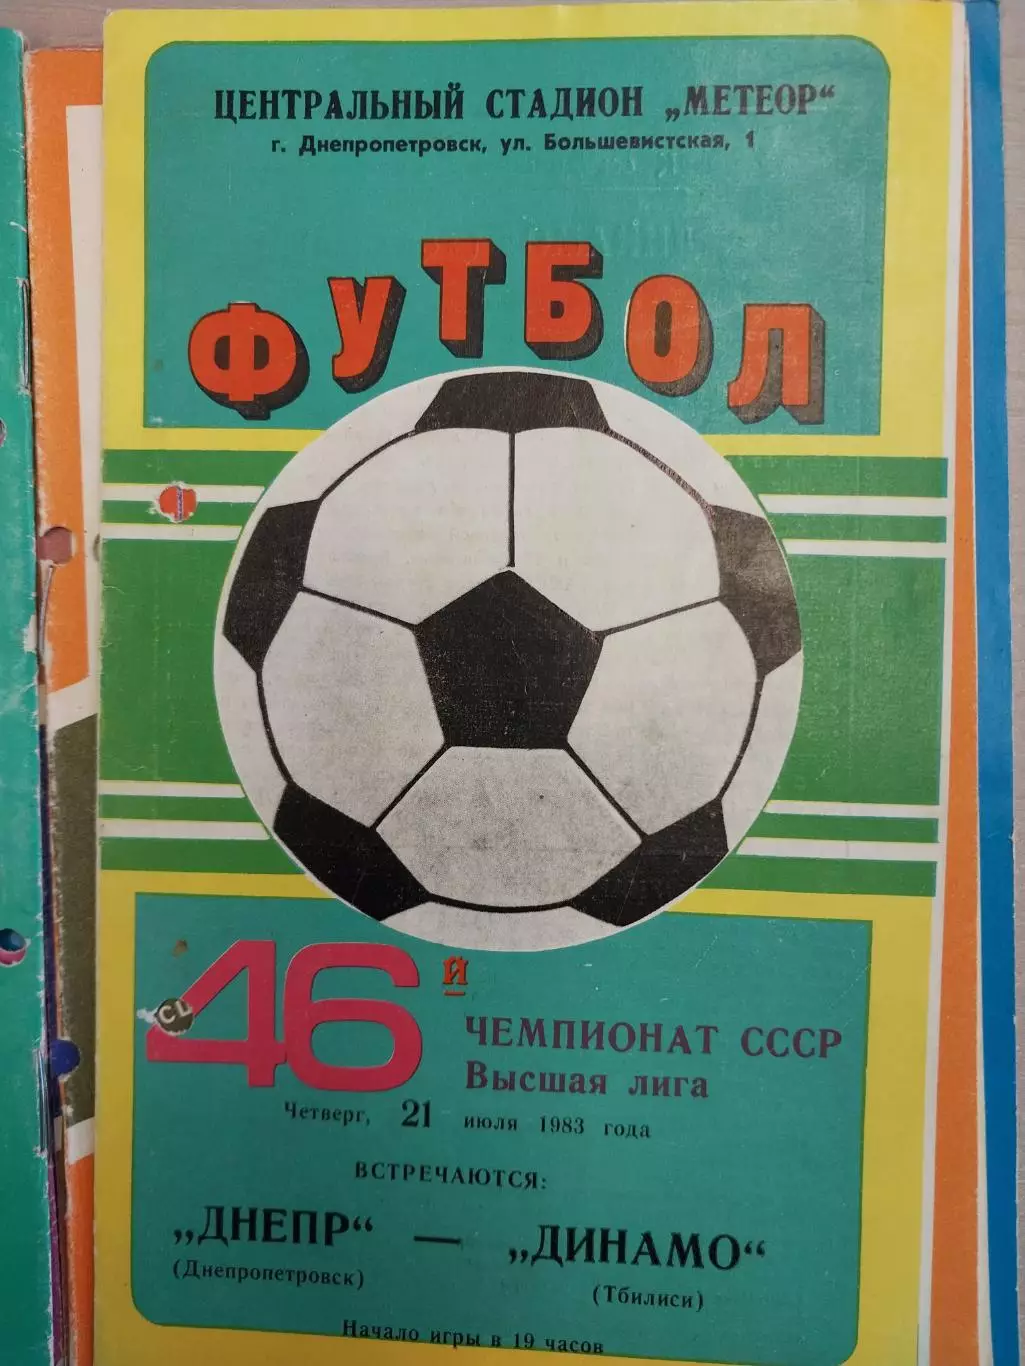 ЦЕНТРАЛЬНЫЙ СТАДИОН „МЕТЕОР“
г. Днепропетровск, ул. Большевистская, 1
ФУТБОЛ
46й
ЧЕМПИОНАТ СССР
Высшая лига
Четверг, 21 июля 1983 года
ВСТРЕЧАЮТСЯ:
„ДНЕПР“ — „ДИНАМО“
(Днепропетровск) (Тбилиси)
Начало игры в 19 часов